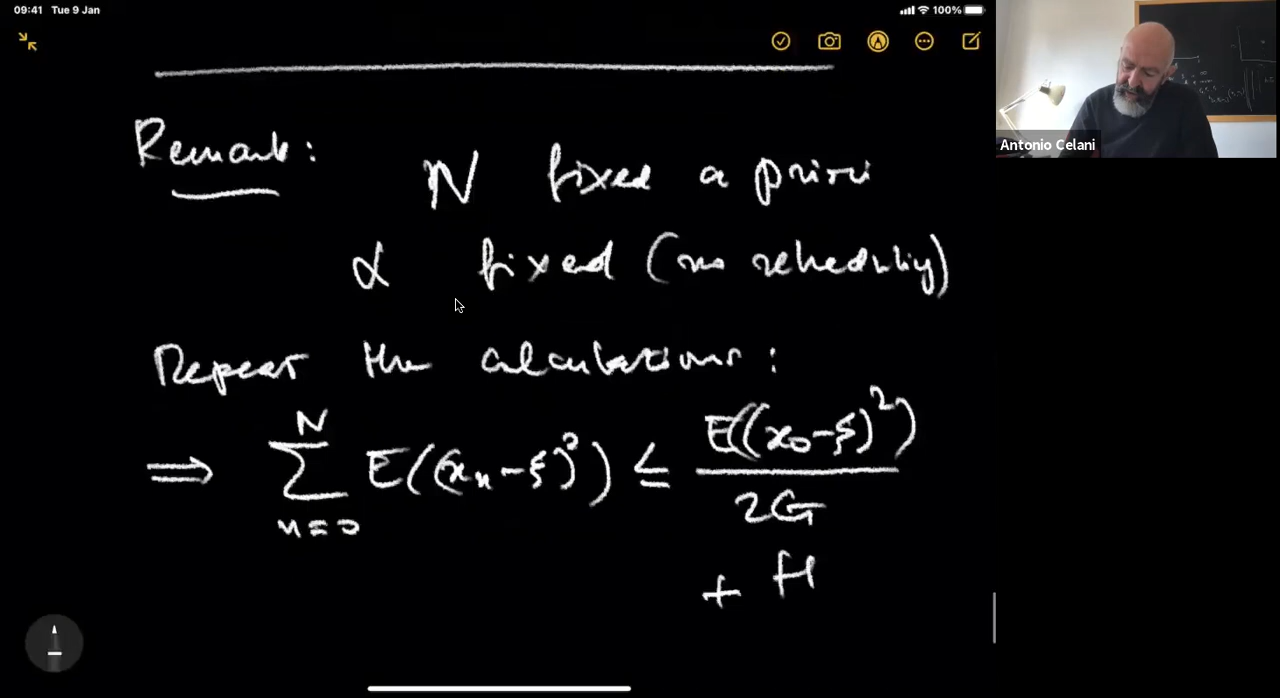 09:41 Tue 9 Jan
100%
Antonio Celani
Remark: N fixed a priori
α fixed (no scheduling)
Repeat the calculations:
⟹ ∑_{n=0}^{N} E((x_n-ξ)^2) ≤ E((x_0-ξ)^2) / 2G
+ H